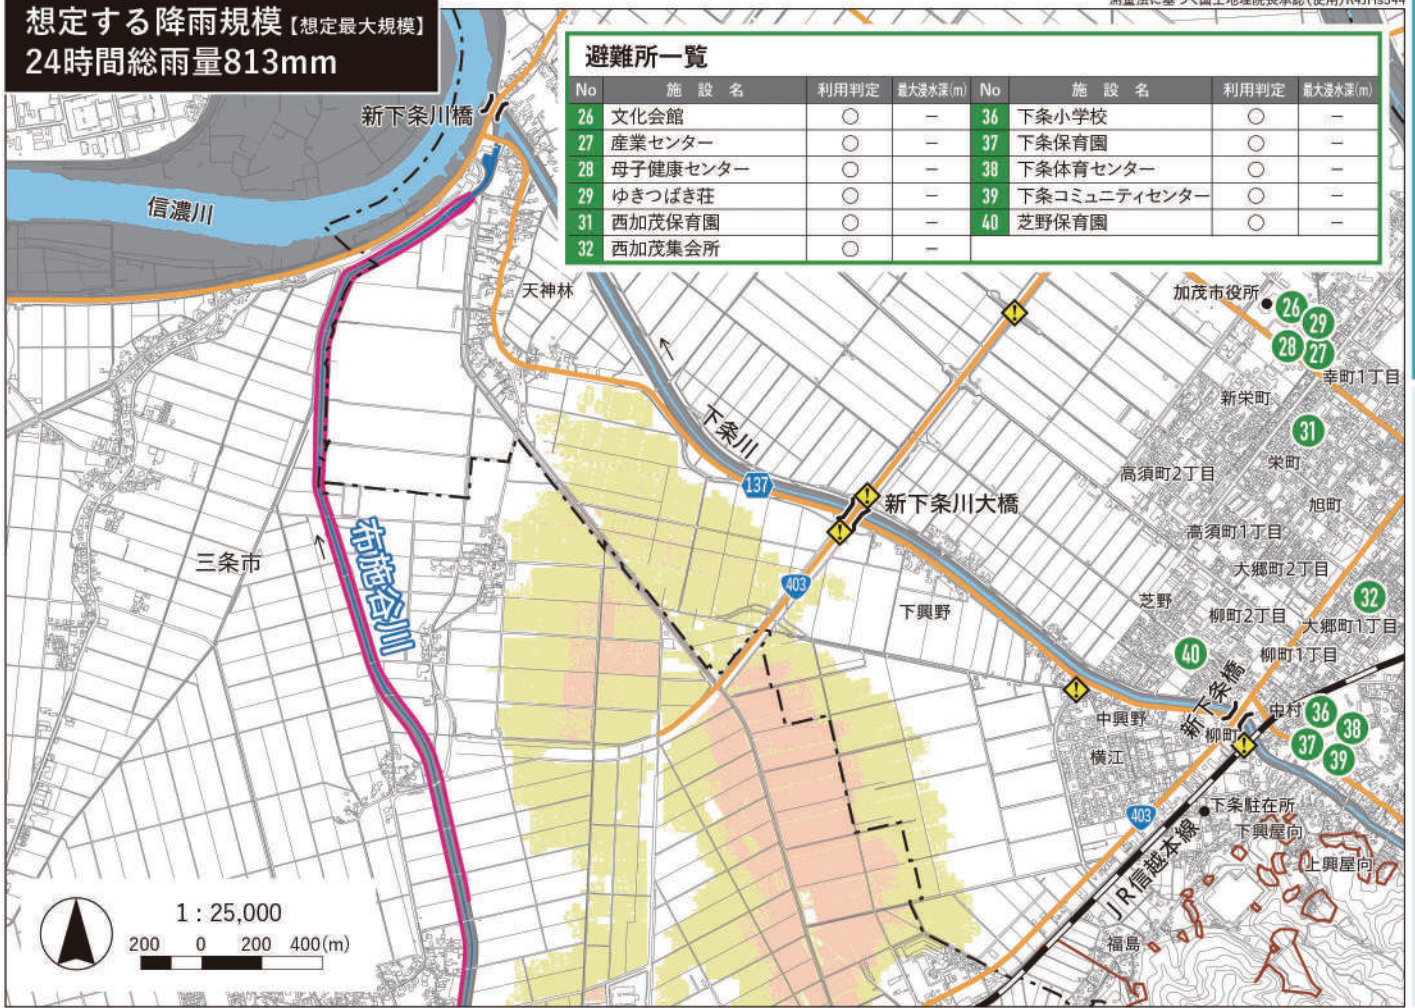 想定する降雨規模【想定最大規模】
24時間総雨量813mm
避難所一覧
No 施設名 利用判定 最大浸水深(m) No 施設名 利用判定 最大浸水深(m)
26 文化会館 ○ − 36 下条小学校 ○ −
27 産業センター ○ − 37 下条保育園 ○ −
28 母子健康センター ○ − 38 下条体育センター ○ −
29 ゆきつばき荘 ○ − 39 下条コミュニティセンター ○ −
31 西加茂保育園 ○ − 40 芝野保育園 ○ −
32 西加茂集会所 ○ −
新下条川橋
信濃川
天神林
加茂市役所
26
29
28
27
幸町1丁目
新栄町
31
栄町
下条川
高須町2丁目
137
新下条川大橋
旭町
高須町1丁目
布施谷川
三条市
大郷町2丁目
403
32
芝野
下興野
柳町2丁目
大郷町1丁目
40
柳町1丁目
新下条橋
中村
36
中興野
柳町
38
37
39
横江
403
下条駐在所
下興屋向
上興屋向
JR信越本線
福島
1:25,000
200 0 200 400(m)